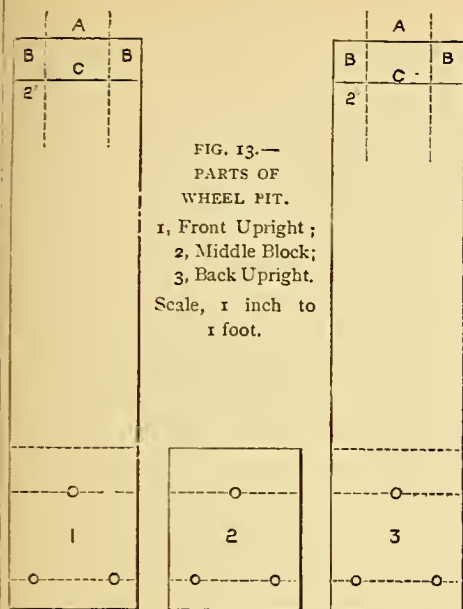 A
B C B
2'
A
B C B
2
FIG. 13.—
PARTS OF
WHEEL PIT.
1, Front Upright;
2, Middle Block;
3, Back Upright.
Scale, 1 inch to
1 foot.
1
2
3